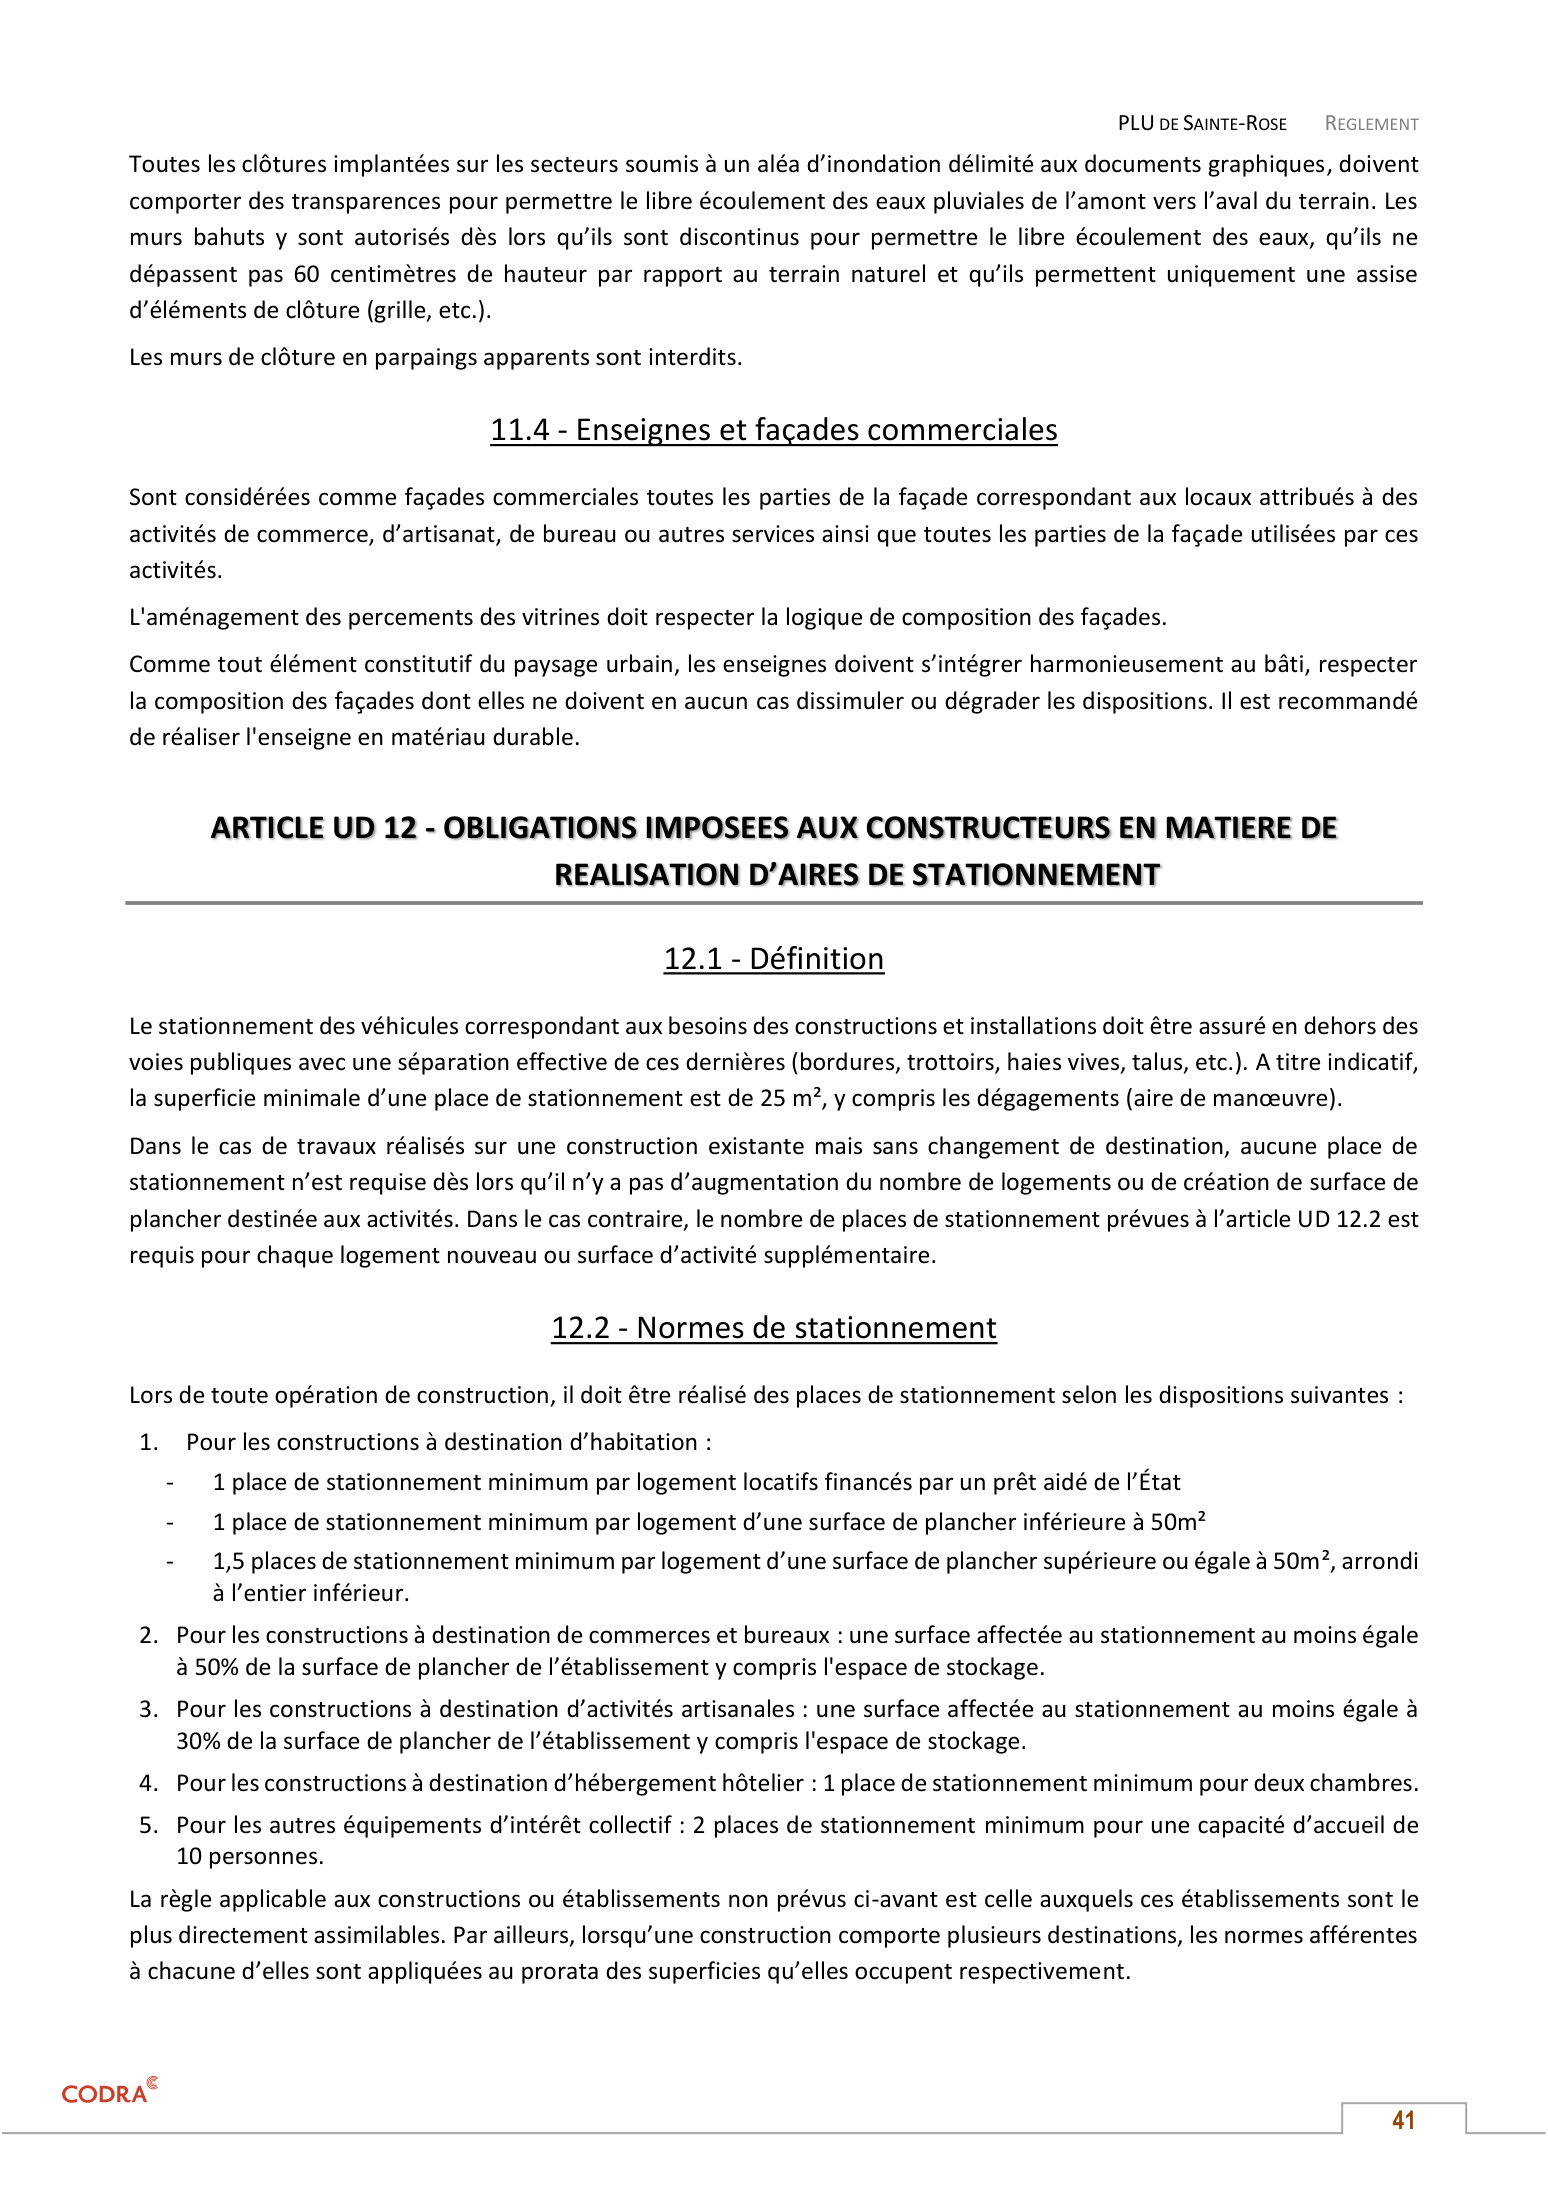 PLU DE SAINTE-ROSE REGLEMENT
Toutes les clôtures implantées sur les secteurs soumis à un aléa d’inondation délimité aux documents graphiques, doivent
comporter des transparences pour permettre le libre écoulement des eaux pluviales de l’amont vers l’aval du terrain. Les
murs bahuts y sont autorisés dès lors qu’ils sont discontinus pour permettre le libre écoulement des eaux, qu’ils ne
dépassent pas 60 centimètres de hauteur par rapport au terrain naturel et qu’ils permettent uniquement une assise
d’éléments de clôture (grille, etc.).
Les murs de clôture en parpaings apparents sont interdits.
11.4 - Enseignes et façades commerciales
Sont considérées comme façades commerciales toutes les parties de la façade correspondant aux locaux attribués à des
activités de commerce, d’artisanat, de bureau ou autres services ainsi que toutes les parties de la façade utilisées par ces
activités.
L'aménagement des percements des vitrines doit respecter la logique de composition des façades.
Comme tout élément constitutif du paysage urbain, les enseignes doivent s’intégrer harmonieusement au bâti, respecter
la composition des façades dont elles ne doivent en aucun cas dissimuler ou dégrader les dispositions. Il est recommandé
de réaliser l'enseigne en matériau durable.
ARTICLE UD 12 - OBLIGATIONS IMPOSEES AUX CONSTRUCTEURS EN MATIERE DE
REALISATION D’AIRES DE STATIONNEMENT
12.1 - Définition
Le stationnement des véhicules correspondant aux besoins des constructions et installations doit être assuré en dehors des
voies publiques avec une séparation effective de ces dernières (bordures, trottoirs, haies vives, talus, etc.). A titre indicatif,
la superficie minimale d’une place de stationnement est de 25 m², y compris les dégagements (aire de manœuvre).
Dans le cas de travaux réalisés sur une construction existante mais sans changement de destination, aucune place de
stationnement n’est requise dès lors qu’il n’y a pas d’augmentation du nombre de logements ou de création de surface de
plancher destinée aux activités. Dans le cas contraire, le nombre de places de stationnement prévues à l’article UD 12.2 est
requis pour chaque logement nouveau ou surface d’activité supplémentaire.
12.2 - Normes de stationnement
Lors de toute opération de construction, il doit être réalisé des places de stationnement selon les dispositions suivantes :
1. Pour les constructions à destination d’habitation :
- 1 place de stationnement minimum par logement locatifs financés par un prêt aidé de l’État
- 1 place de stationnement minimum par logement d’une surface de plancher inférieure à 50m²
- 1,5 places de stationnement minimum par logement d’une surface de plancher supérieure ou égale à 50m², arrondi
à l’entier inférieur.
2. Pour les constructions à destination de commerces et bureaux : une surface affectée au stationnement au moins égale
à 50% de la surface de plancher de l’établissement y compris l'espace de stockage.
3. Pour les constructions à destination d’activités artisanales : une surface affectée au stationnement au moins égale à
30% de la surface de plancher de l’établissement y compris l'espace de stockage.
4. Pour les constructions à destination d’hébergement hôtelier : 1 place de stationnement minimum pour deux chambres.
5. Pour les autres équipements d’intérêt collectif : 2 places de stationnement minimum pour une capacité d’accueil de
10 personnes.
La règle applicable aux constructions ou établissements non prévus ci-avant est celle auxquels ces établissements sont le
plus directement assimilables. Par ailleurs, lorsqu’une construction comporte plusieurs destinations, les normes afférentes
à chacune d’elles sont appliquées au prorata des superficies qu’elles occupent respectivement.
CODRA
41